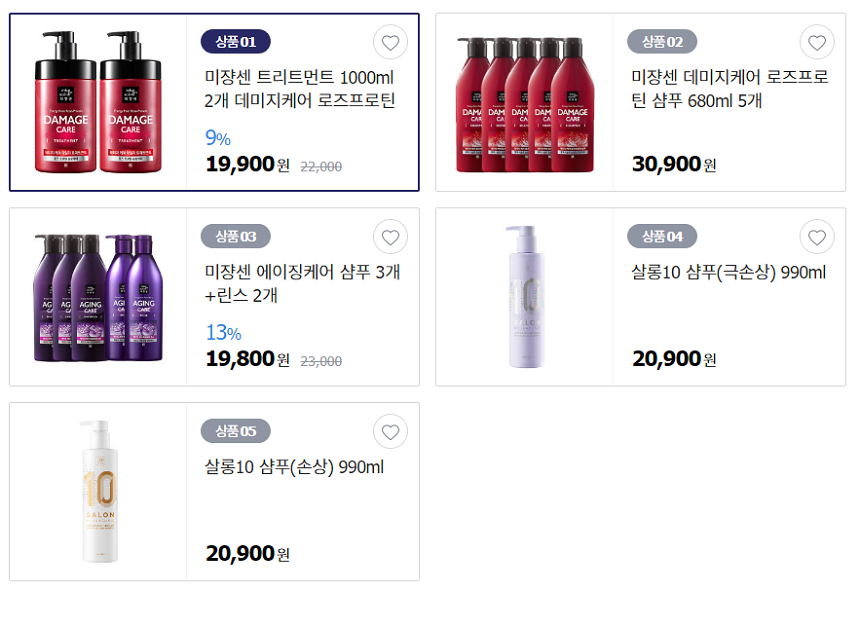 상품01
미쟝센 트리트먼트 1000ml
2개 데미지케어 로즈프로틴
9%
19,900원 22,000
DAMAGE
CARE
TREATMENT
DAMAGE
CARE
TREATMENT
상품02
미쟝센 데미지케어 로즈프로
틴 샴푸 680ml 5개
30,900원
상품03
미쟝센 에이징케어 샴푸 3개
+린스 2개
13%
19,800원 23,000
AGING
CARE
AGING
CARE
상품04
살롱10 샴푸(극손상) 990ml
20,900원
10
SALON
상품05
살롱10 샴푸(손상) 990ml
20,900원
10
SALON